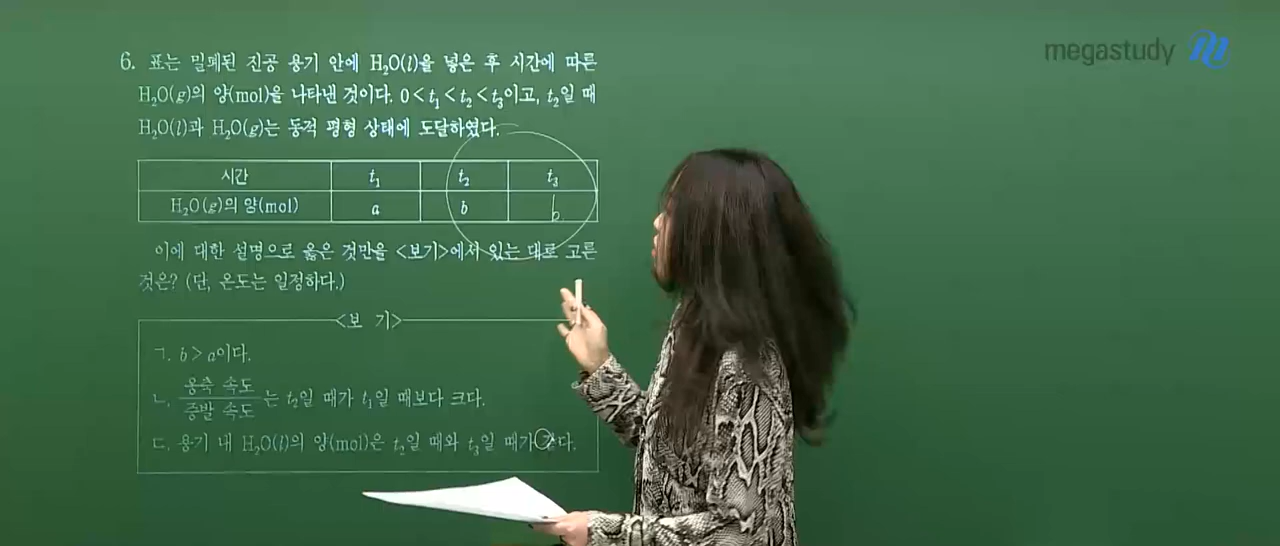 megastudy
6. 표는 밀폐된 진공 용기 안에 H₂O(l)을 넣은 후 시간에 따른
H₂O(g)의 양(mol)을 나타낸 것이다. 0<t₁<t₂<t₃이고, t₂일 때
H₂O(l)과 H₂O(g)는 동적 평형 상태에 도달하였다.
시간 t₁ t₂ t₃
H₂O(g)의 양(mol) a b b
이에 대한 설명으로 옳은 것만을 <보기>에서 있는 대로 고른
것은? (단, 온도는 일정하다.)
<보 기>
ㄱ. b > a이다.
ㄴ. 응축 속도/증발 속도는 t₂일 때가 t₁일 때보다 크다.
ㄷ. 용기 내 H₂O(l)의 양(mol)은 t₂일 때와 t₃일 때가 같다.